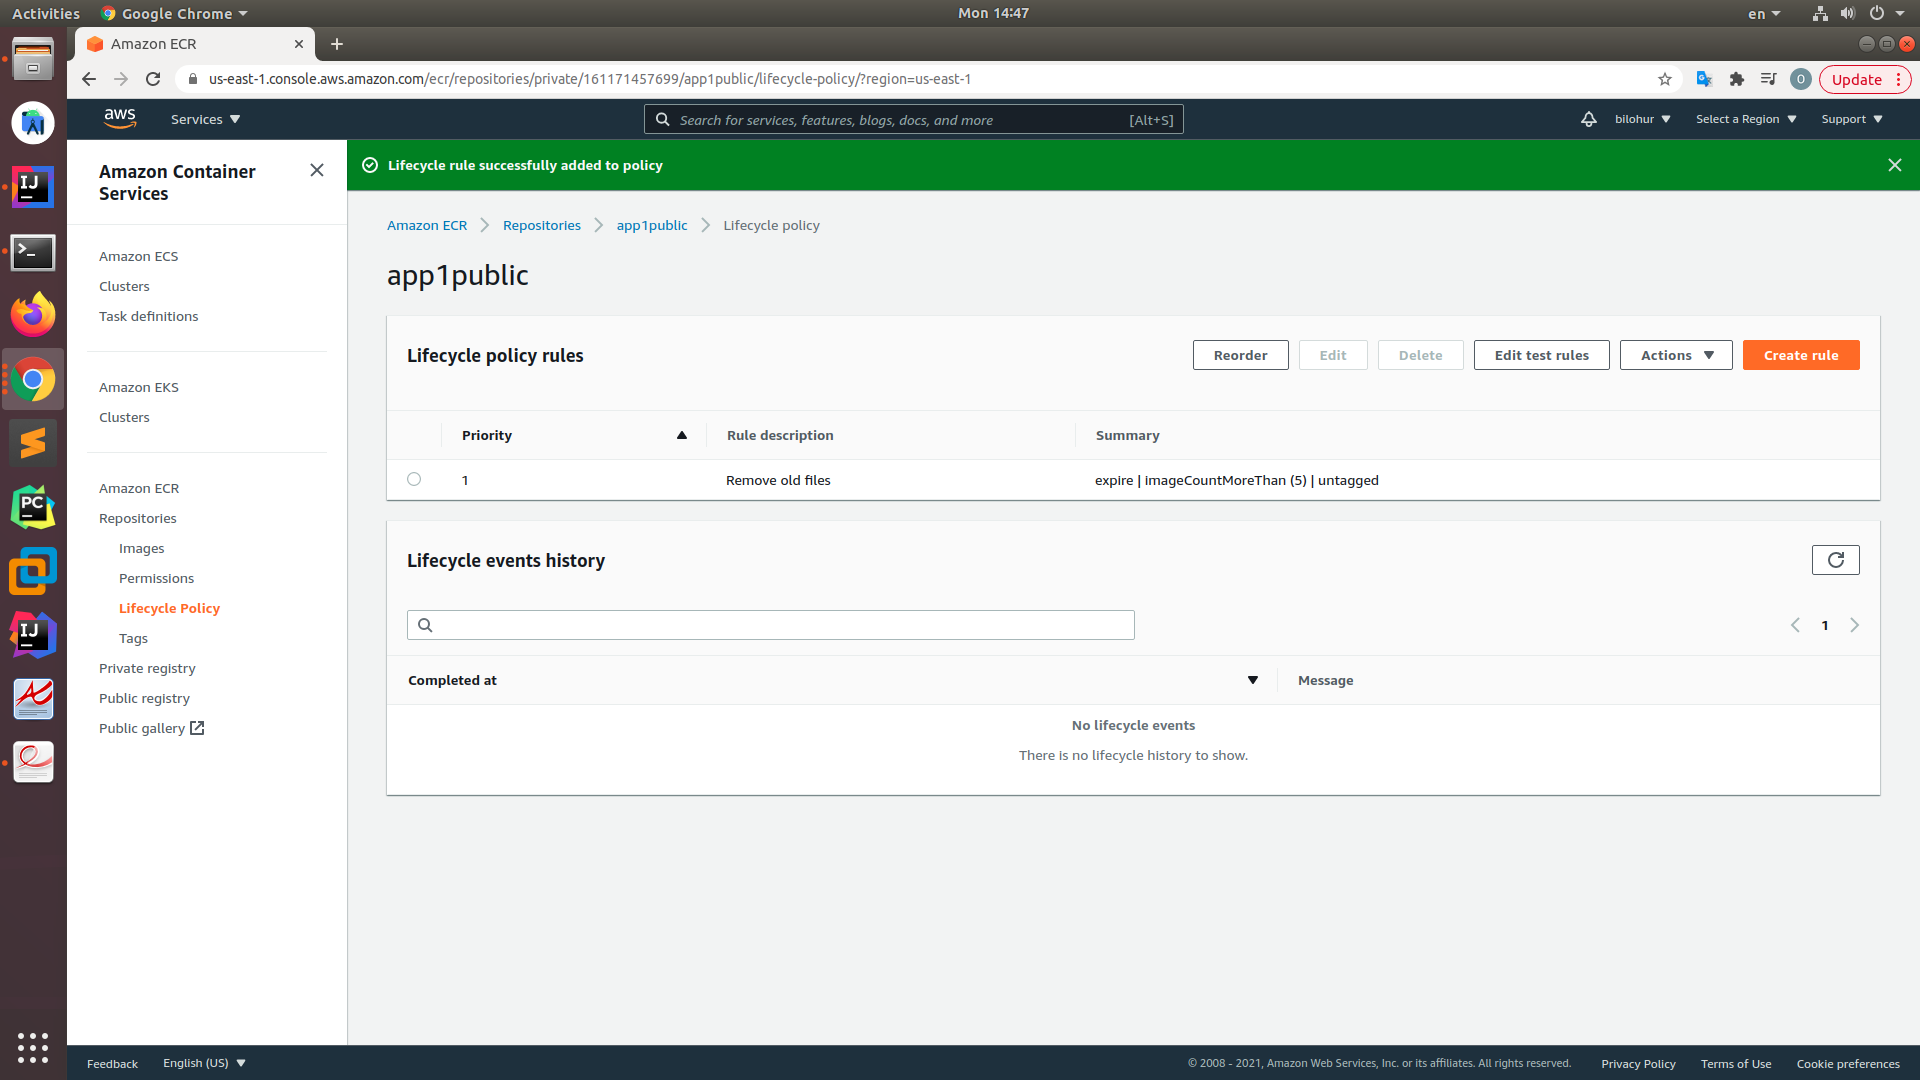 Activities
Google Chrome
Mon 14:47
en
Amazon ECR
us-east-1.console.aws.amazon.com/ecr/repositories/private/161171457699/app1public/lifecycle-policy/?region=us-east-1
O
Update
aws
Services
Search for services, features, blogs, docs, and more
[Alt+S]
bilohur
Select a Region
Support
Amazon Container
Services
Amazon ECS
Clusters
Task definitions
Amazon EKS
Clusters
Amazon ECR
Repositories
Images
Permissions
Lifecycle Policy
Tags
Private registry
Public registry
Public gallery
Lifecycle rule successfully added to policy
Amazon ECR
Repositories
app1public
Lifecycle policy
app1public
Lifecycle policy rules
Reorder
Edit
Delete
Edit test rules
Actions
Create rule
Priority
Rule description
Summary
1
Remove old files
expire | imageCountMoreThan (5) | untagged
Lifecycle events history
1
Completed at
Message
No lifecycle events
There is no lifecycle history to show.
IJ
PC
IJ
Feedback
English (US)
© 2008 - 2021, Amazon Web Services, Inc. or its affiliates. All rights reserved.
Privacy Policy
Terms of Use
Cookie preferences